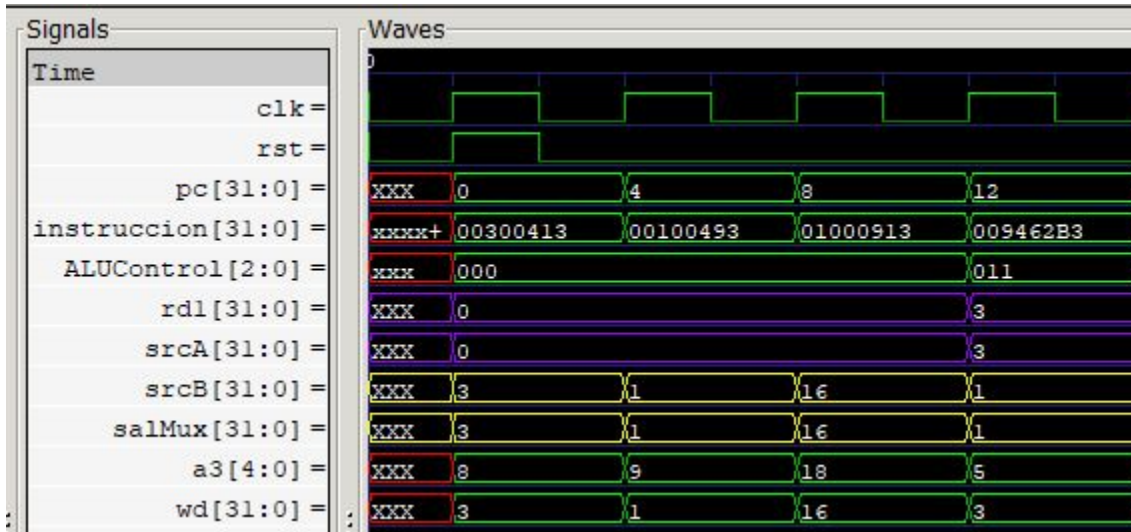 Signals Waves
Time 0
clk=
rst=
pc[31:0]= XXX 0 4 8 12
instruccion[31:0]= xxxx+ 00300413 00100493 01000913 009462B3
ALUControl[2:0]= xxx 000 011
rd1[31:0]= XXX 0 3
srcA[31:0]= XXX 0 3
srcB[31:0]= XXX 3 1 16 1
salMux[31:0]= XXX 3 1 16 1
a3[4:0]= XXX 8 9 18 5
wd[31:0]= XXX 3 1 16 3